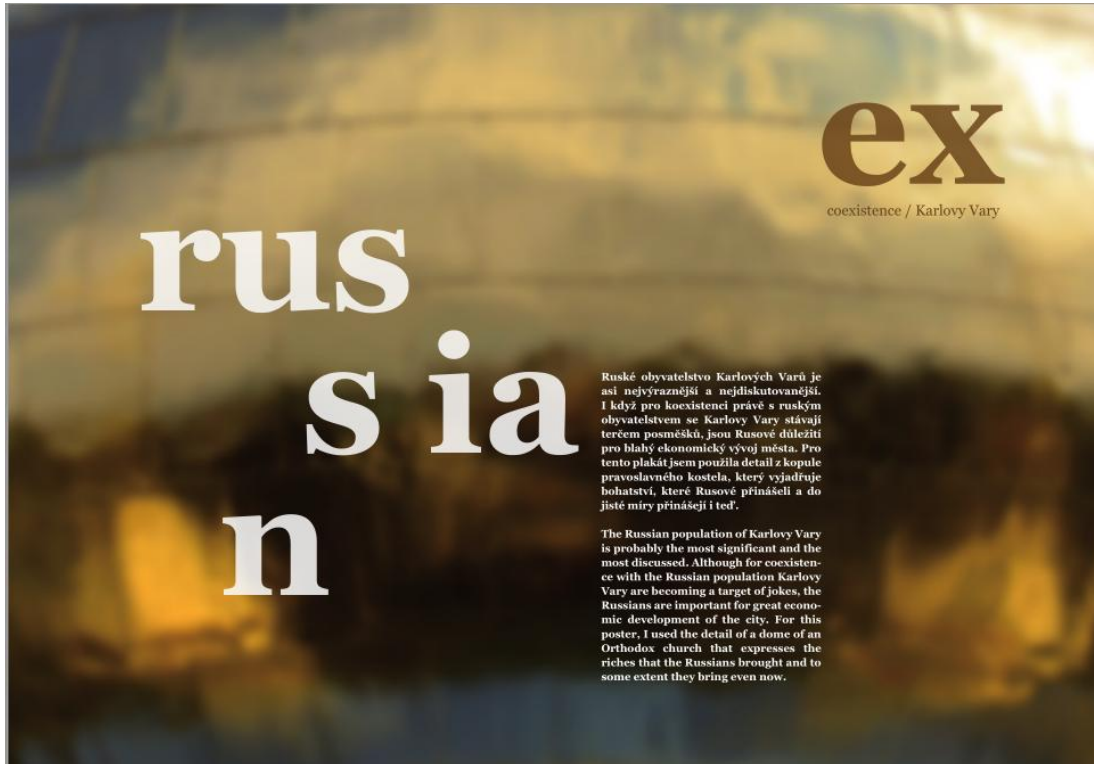 ex
coexistence / Karlovy Vary
rus
s ia
n
Ruské obyvatelstvo Karlových Varů je
asi nejvýraznější a nejdiskutovanější.
I když pro koexistenci právě s ruským
obyvatelstvem se Karlovy Vary stávají
terčem posměšků, jsou Rusové důležití
pro blahý ekonomický vývoj města. Pro
tento plakát jsem použila detail z kopule
pravoslavného kostela, který vyjadřuje
bohatství, které Rusové přinášeli a do
jisté míry přinášejí i teď.
The Russian population of Karlovy Vary
is probably the most significant and the
most discussed. Although for coexisten-
ce with the Russian population Karlovy
Vary are becoming a target of jokes, the
Russians are important for great econo-
mic development of the city. For this
poster, I used the detail of a dome of an
Orthodox church that expresses the
riches that the Russians brought and to
some extent they bring even now.